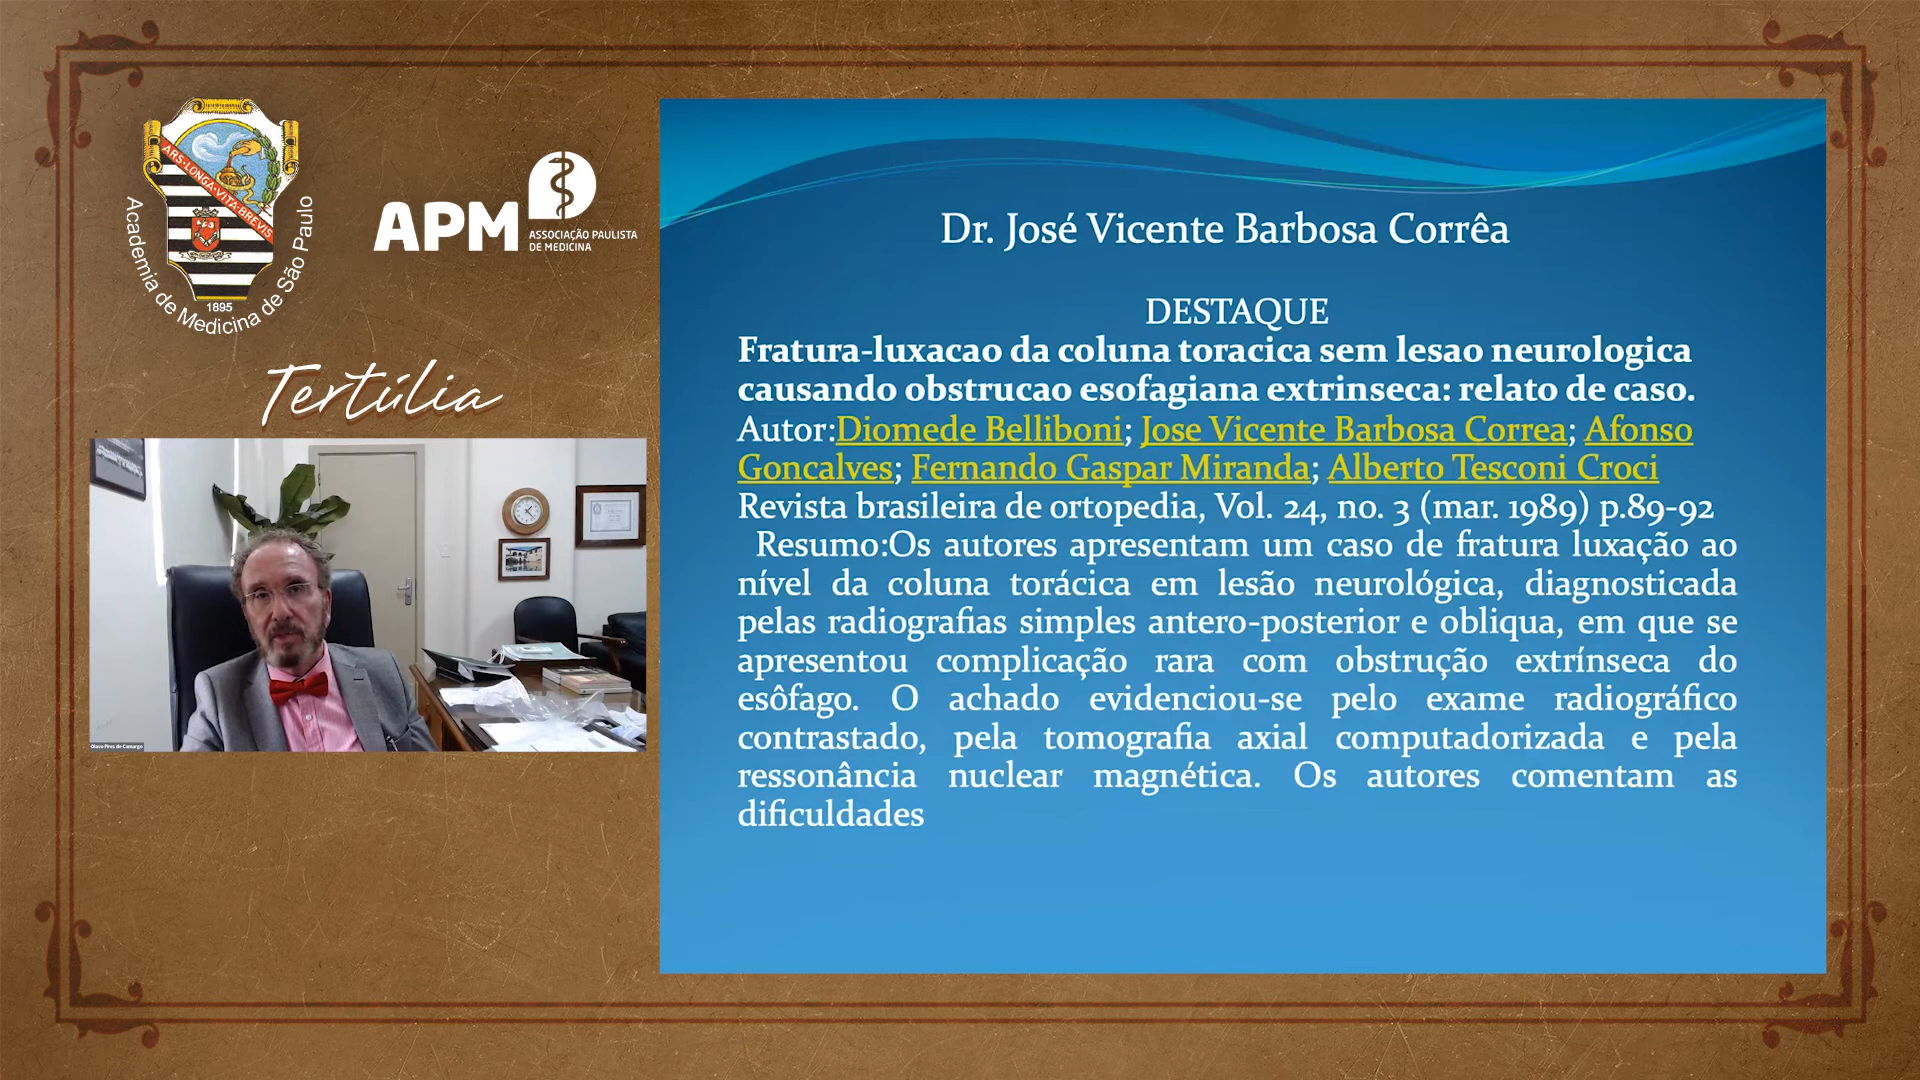 ARS·LONGA·VITA·BREVIS
1895
Academia de Medicina de São Paulo
APM
ASSOCIAÇÃO PAULISTA
DE MEDICINA
Tertúlia
Olavo Pires de Camargo
Dr. José Vicente Barbosa Corrêa
DESTAQUE
Fratura-luxacao da coluna toracica sem lesao neurologica
causando obstrucao esofagiana extrinseca: relato de caso.
Autor:Diomede Belliboni; Jose Vicente Barbosa Correa; Afonso
Goncalves; Fernando Gaspar Miranda; Alberto Tesconi Croci
Revista brasileira de ortopedia, Vol. 24, no. 3 (mar. 1989) p.89-92
Resumo:Os autores apresentam um caso de fratura luxação ao
nível da coluna torácica em lesão neurológica, diagnosticada
pelas radiografias simples antero-posterior e obliqua, em que se
apresentou complicação rara com obstrução extrínseca do
esôfago. O achado evidenciou-se pelo exame radiográfico
contrastado, pela tomografia axial computadorizada e pela
ressonância nuclear magnética. Os autores comentam as
dificuldades